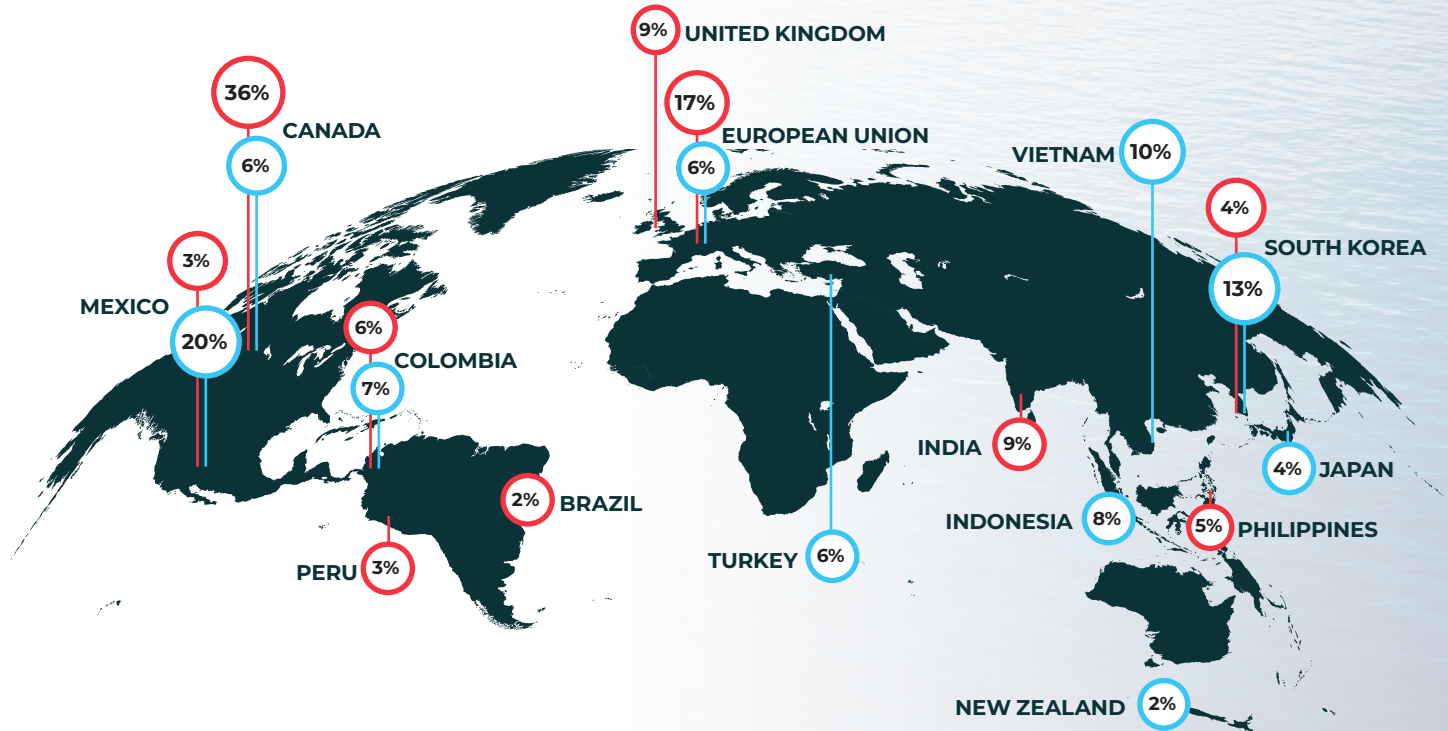 9% UNITED KINGDOM
36%
CANADA
6%
17%
EUROPEAN UNION
6%
VIETNAM 10%
4%
SOUTH KOREA
13%
3%
MEXICO
20%
6%
COLOMBIA
7%
INDIA 9%
4% JAPAN
2% BRAZIL
INDONESIA 8%
5% PHILIPPINES
TURKEY 6%
PERU 3%
NEW ZEALAND 2%